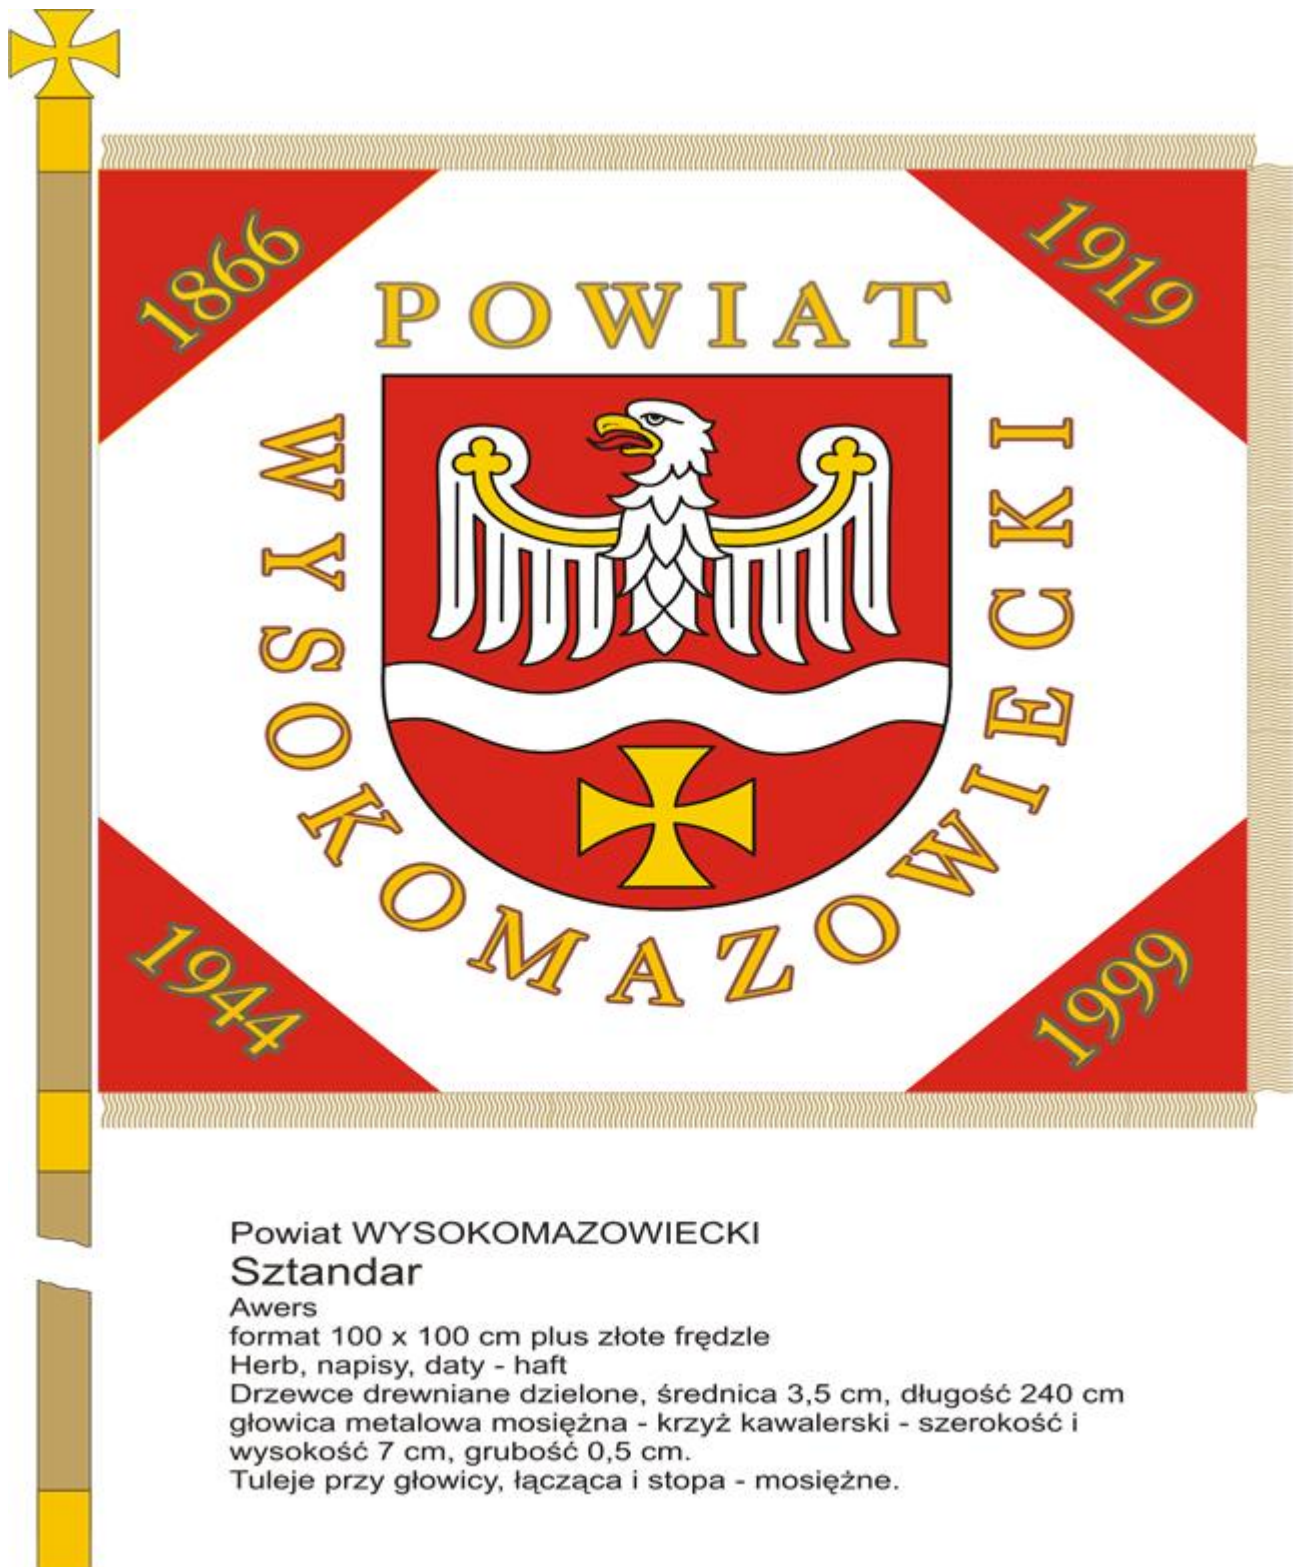 1866
1919
POWIAT
WYSOKOMAZOWIECKI
1944
1999
Powiat WYSOKOMAZOWIECKI
Sztandar
Awers
format 100 x 100 cm plus złote frędzle
Herb, napisy, daty - haft
Drzewce drewniane dzielone, średnica 3,5 cm, długość 240 cm
głowica metalowa mosiężna - krzyż kawalerski - szerokość i
wysokość 7 cm, grubość 0,5 cm.
Tuleje przy głowicy, łącząca i stopa - mosiężne.